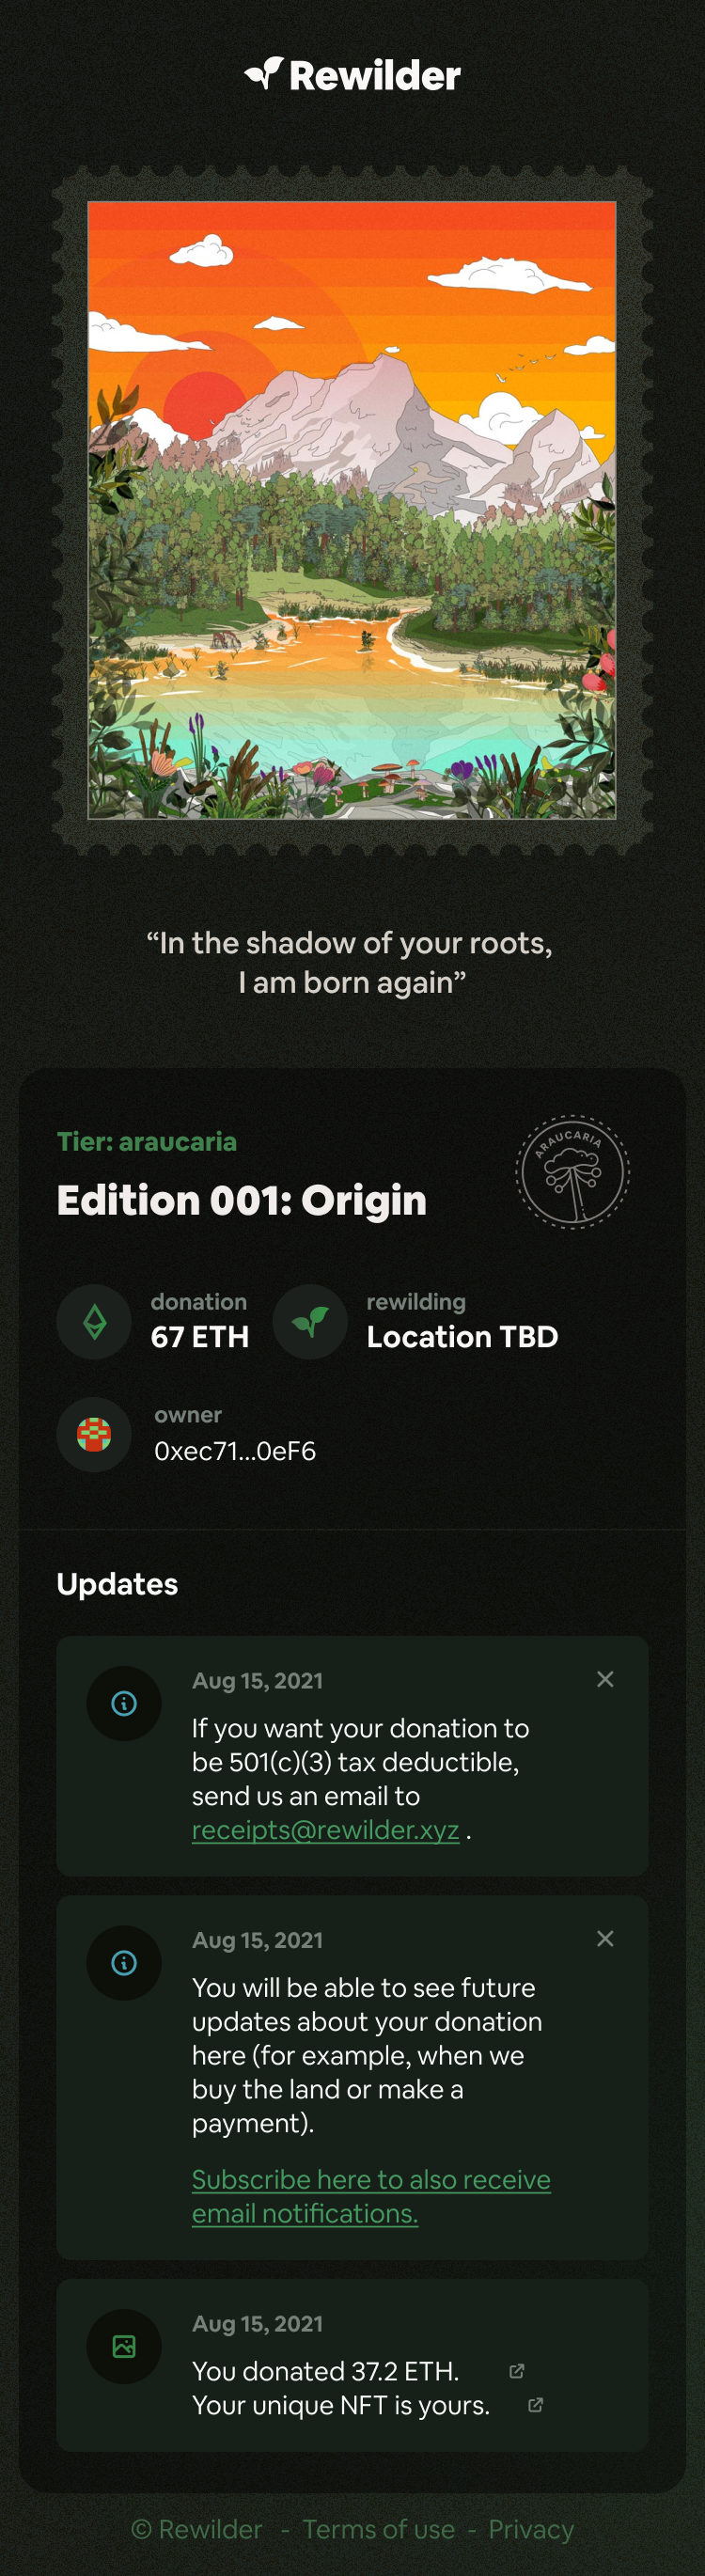 Rewilder
“In the shadow of your roots,
I am born again”
Tier: araucaria
ARAUCARIA
Edition 001: Origin
donation
67 ETH
rewilding
Location TBD
owner
0xec71...0eF6
Updates
Aug 15, 2021
If you want your donation to
be 501(c)(3) tax deductible,
send us an email to
receipts@rewilder.xyz .
Aug 15, 2021
You will be able to see future
updates about your donation
here (for example, when we
buy the land or make a
payment).
Subscribe here to also receive
email notifications.
Aug 15, 2021
You donated 37.2 ETH.
Your unique NFT is yours.
© Rewilder - Terms of use - Privacy